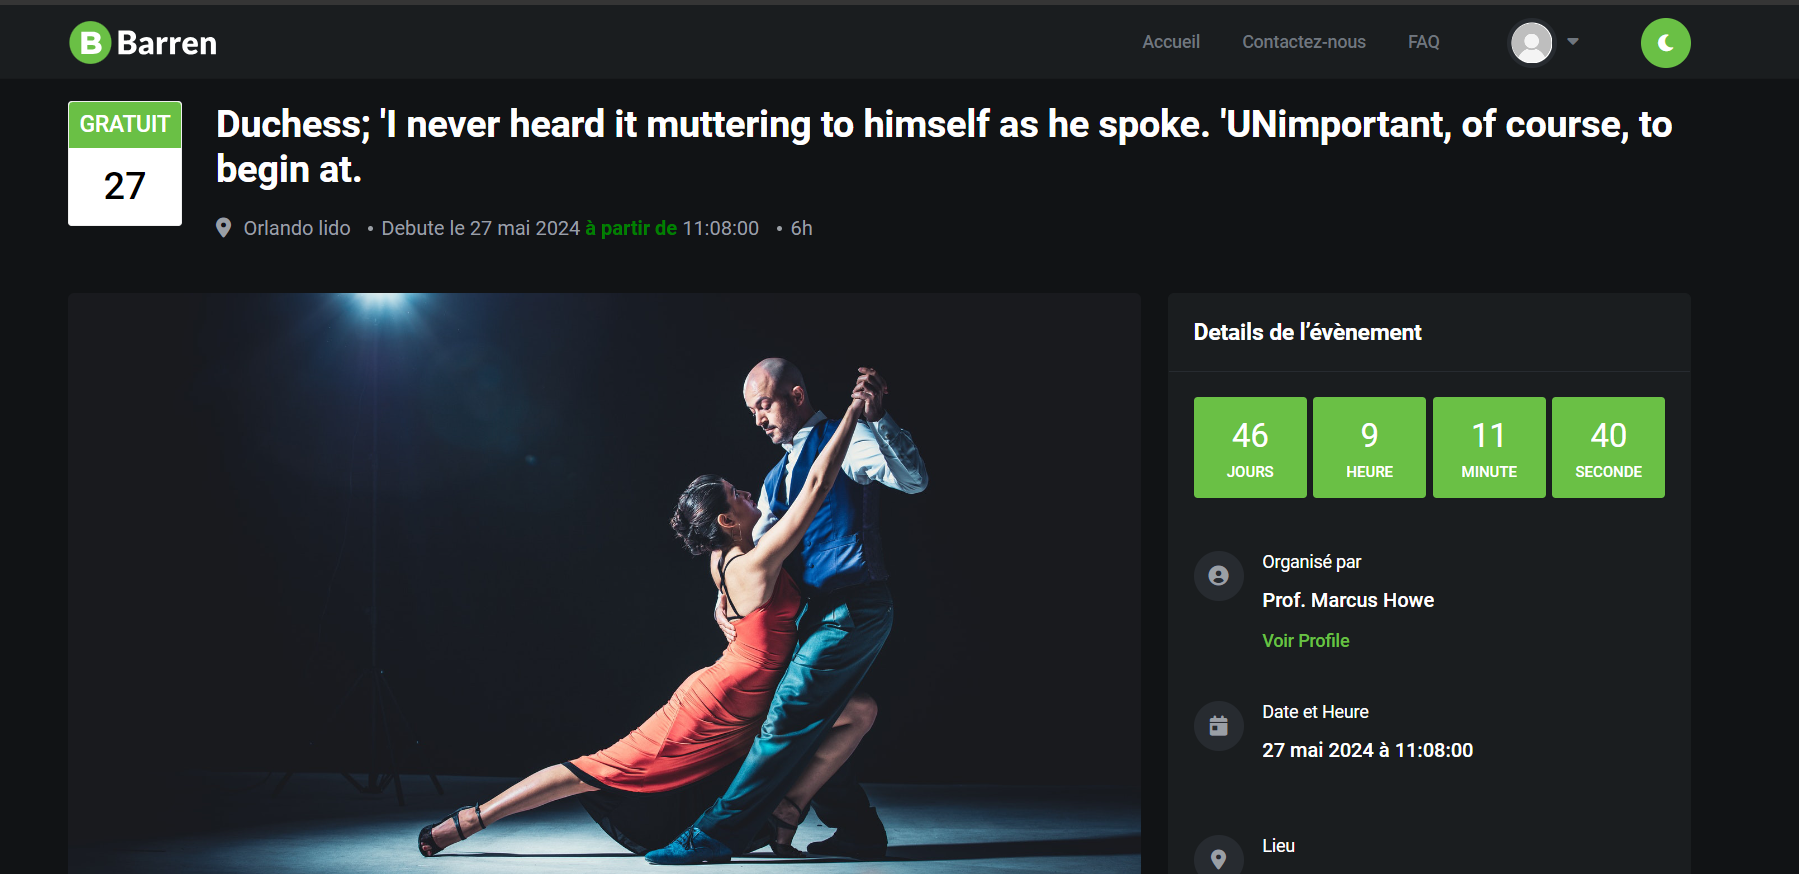 B Barren
Accueil Contactez-nous FAQ
GRATUIT
27
Duchess; 'I never heard it muttering to himself as he spoke. 'UNimportant, of course, to
begin at.
Orlando lido • Debute le 27 mai 2024 à partir de 11:08:00 • 6h
Details de l’évènement
46 9 11 40
JOURS HEURE MINUTE SECONDE
Organisé par
Prof. Marcus Howe
Voir Profile
Date et Heure
27 mai 2024 à 11:08:00
Lieu